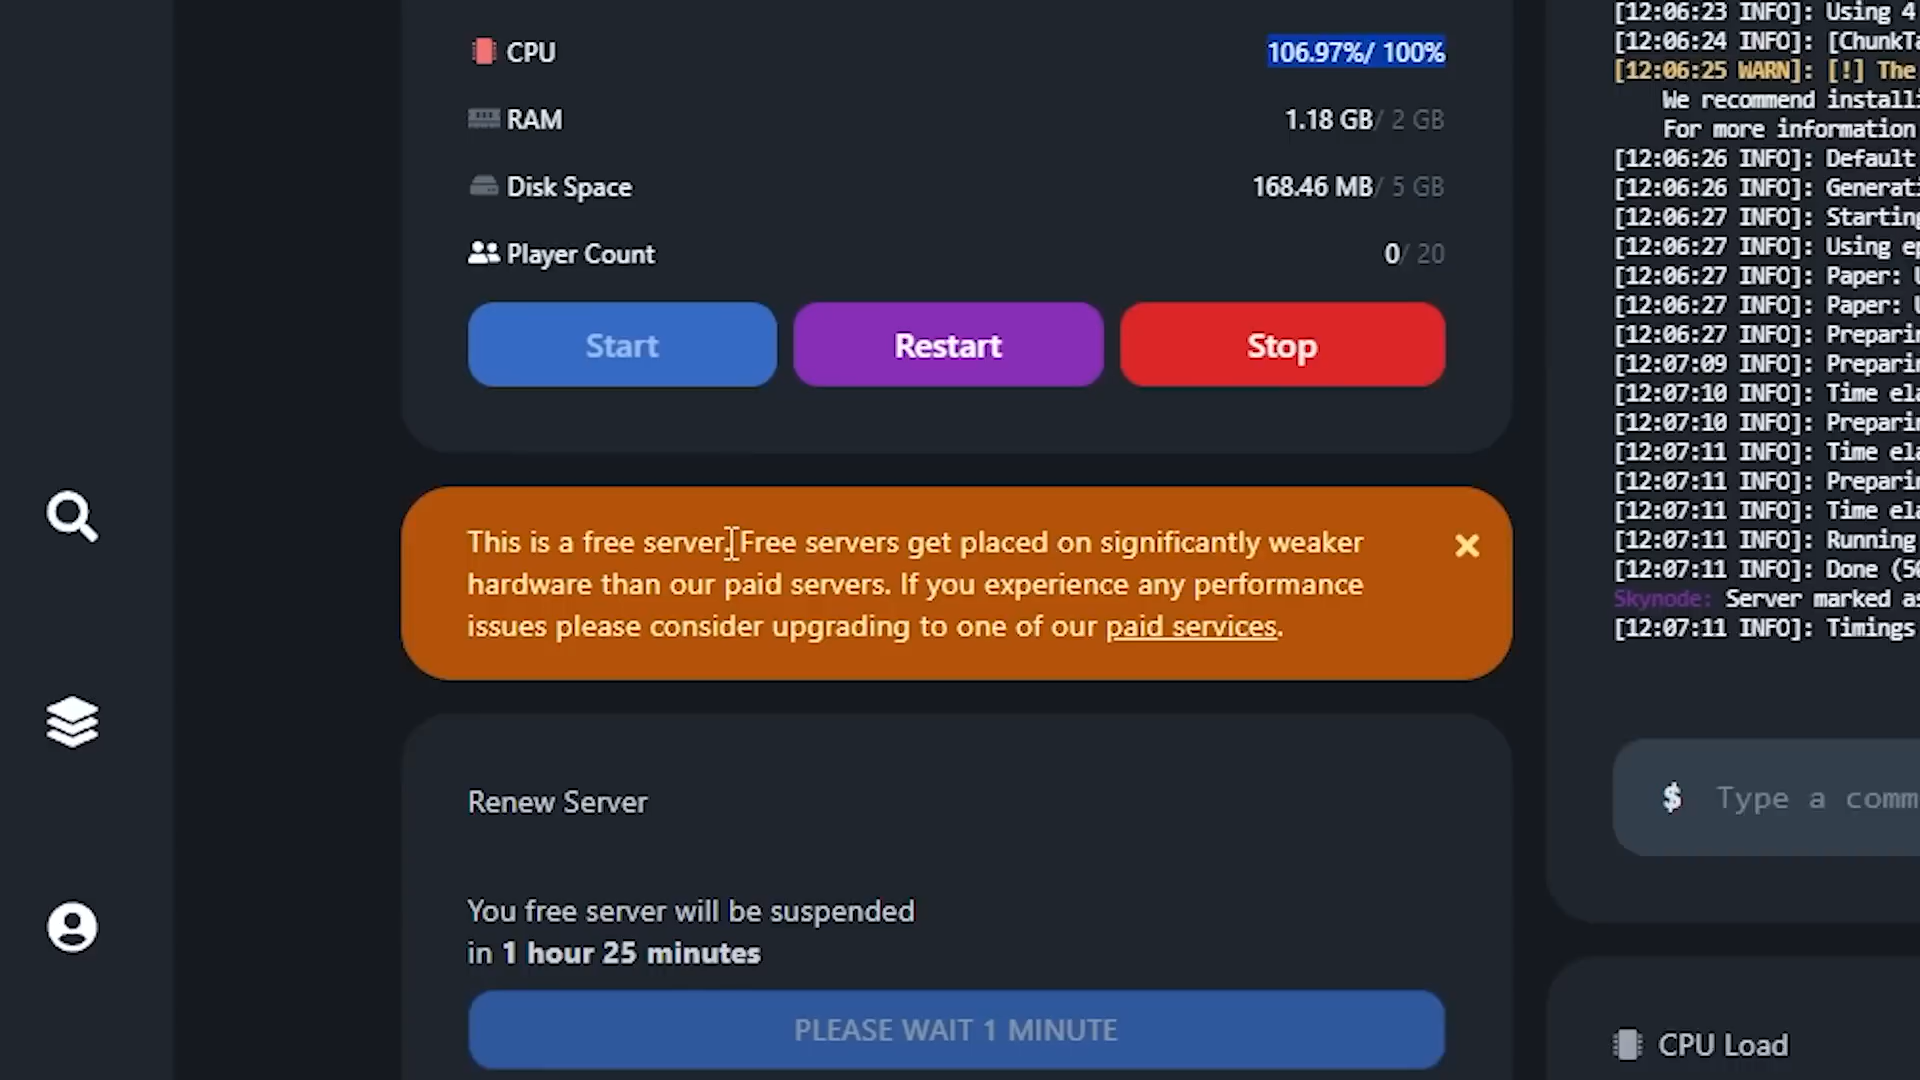 CPU 106.97%/ 100%
RAM 1.18 GB/ 2 GB
Disk Space 168.46 MB/ 5 GB
Player Count 0/ 20
Start Restart Stop
This is a free server. Free servers get placed on significantly weaker
hardware than our paid servers. If you experience any performance
issues please consider upgrading to one of our paid services.
Renew Server
You free server will be suspended
in 1 hour 25 minutes
PLEASE WAIT 1 MINUTE
[12:06:23 INFO]: Using 4
[12:06:24 INFO]: [ChunkTa
[12:06:25 WARN]: [!] The
We recommend installi
For more information
[12:06:26 INFO]: Default
[12:06:26 INFO]: Generati
[12:06:27 INFO]: Starting
[12:06:27 INFO]: Using ep
[12:06:27 INFO]: Paper: U
[12:06:27 INFO]: Paper: U
[12:06:27 INFO]: Preparin
[12:07:09 INFO]: Preparin
[12:07:10 INFO]: Time ela
[12:07:10 INFO]: Preparin
[12:07:11 INFO]: Time ela
[12:07:11 INFO]: Preparin
[12:07:11 INFO]: Time ela
[12:07:11 INFO]: Running
[12:07:11 INFO]: Done (50
Skynode: Server marked as
[12:07:11 INFO]: Timings
$ Type a comm
CPU Load